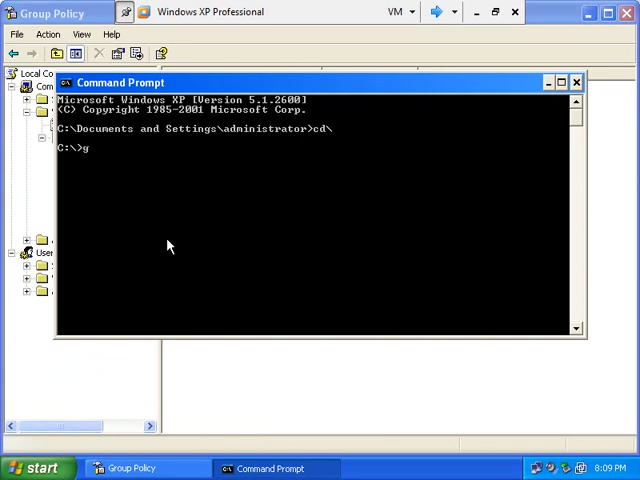 Group Policy
Windows XP Professional
VM
File Action View Help
Local Co
Com
User
Command Prompt
Microsoft Windows XP [Version 5.1.2600]
(C) Copyright 1985-2001 Microsoft Corp.
C:\Documents and Settings\administrator>cd\
C:\>g
start
Group Policy
Command Prompt
8:09 PM